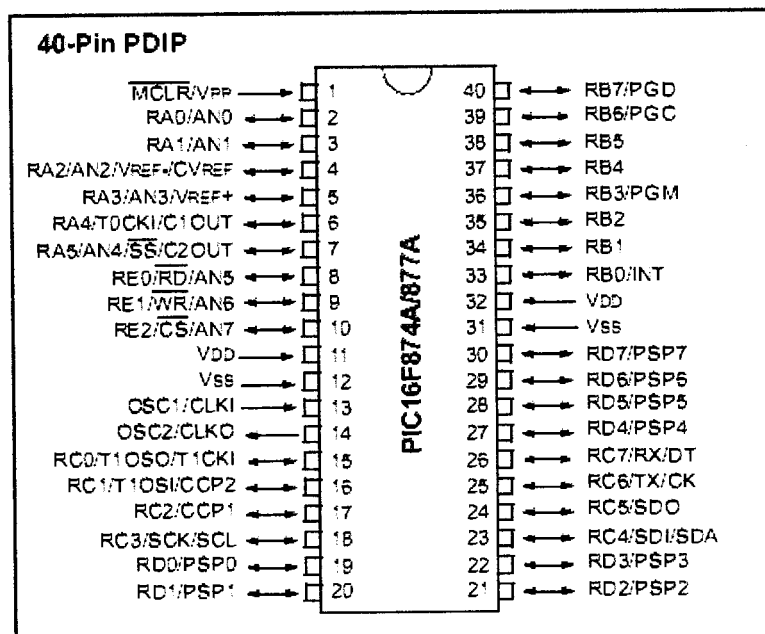 40-Pin PDIP
MCLR/VPP 1 40 RB7/PGD
RA0/AN0 2 39 RB6/PGC
RA1/AN1 3 38 RB5
RA2/AN2/VREF-/CVREF 4 37 RB4
RA3/AN3/VREF+ 5 36 RB3/PGM
RA4/T0CKI/C1OUT 6 35 RB2
RA5/AN4/SS/C2OUT 7 34 RB1
RE0/RD/AN5 8 33 RB0/INT
RE1/WR/AN6 9 32 VDD
RE2/CS/AN7 10 31 VSS
VDD 11 30 RD7/PSP7
VSS 12 29 RD6/PSP6
OSC1/CLKI 13 28 RD5/PSP5
OSC2/CLKO 14 27 RD4/PSP4
RC0/T1OSO/T1CKI 15 26 RC7/RX/DT
RC1/T1OSI/CCP2 16 25 RC6/TX/CK
RC2/CCP1 17 24 RC5/SDO
RC3/SCK/SCL 18 23 RC4/SDI/SDA
RD0/PSP0 19 22 RD3/PSP3
RD1/PSP1 20 21 RD2/PSP2
PIC16F874A/877A